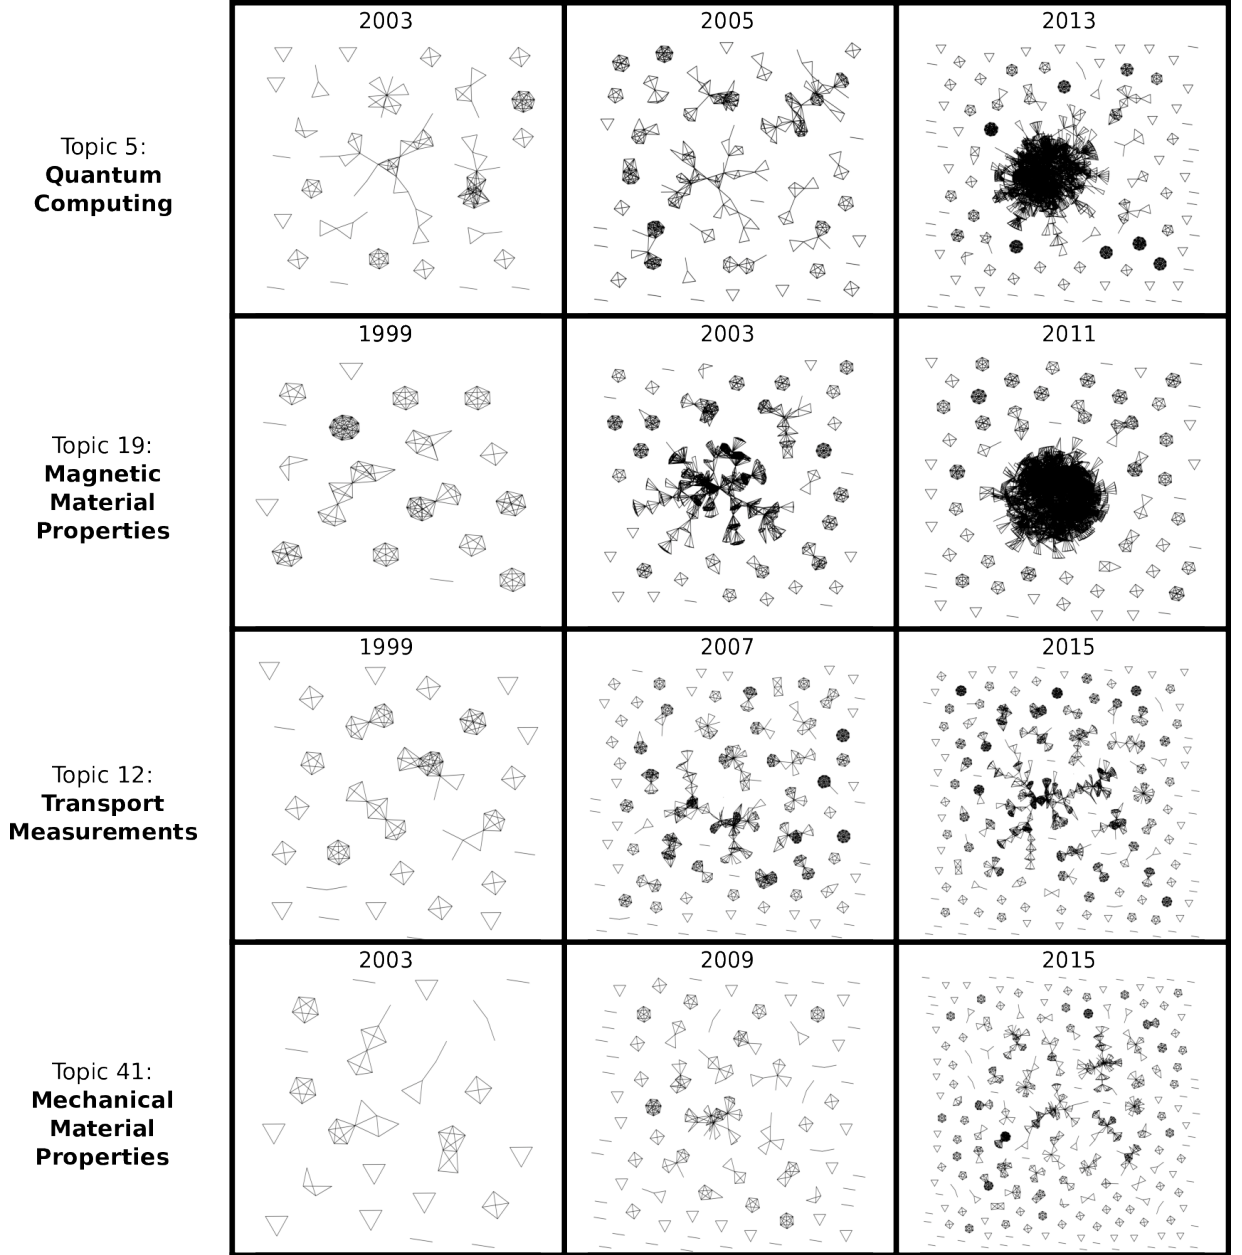 2003
2005
2013
Topic 5:
Quantum
Computing
1999
2003
2011
Topic 19:
Magnetic
Material
Properties
1999
2007
2015
Topic 12:
Transport
Measurements
2003
2009
2015
Topic 41:
Mechanical
Material
Properties